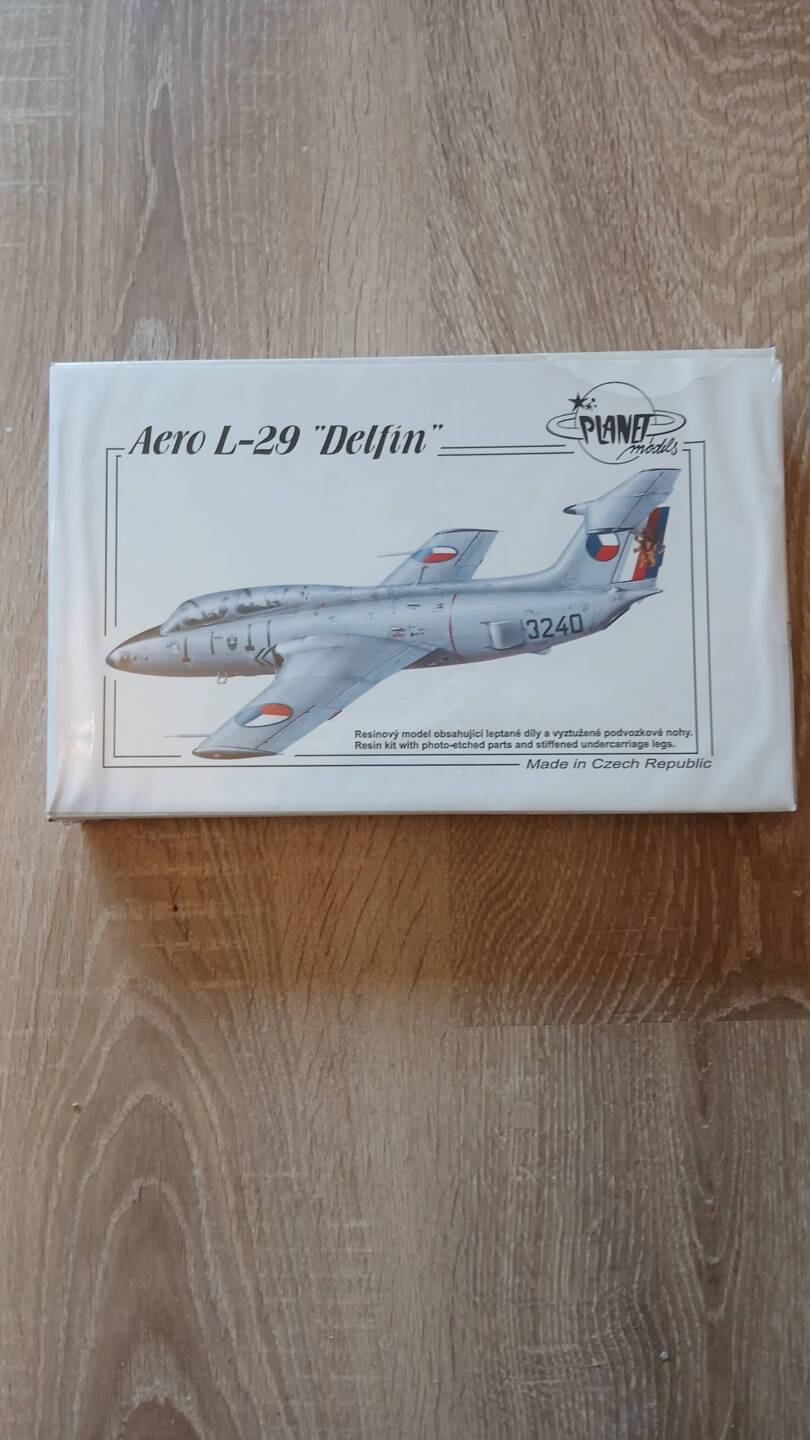 Aero L-29 "Delfín"
PLANET
models
3240
Resinový model obsahující leptané díly a vyztužené podvozkové nohy.
Resin kit with photo-etched parts and stiffened undercarriage legs.
Made in Czech Republic